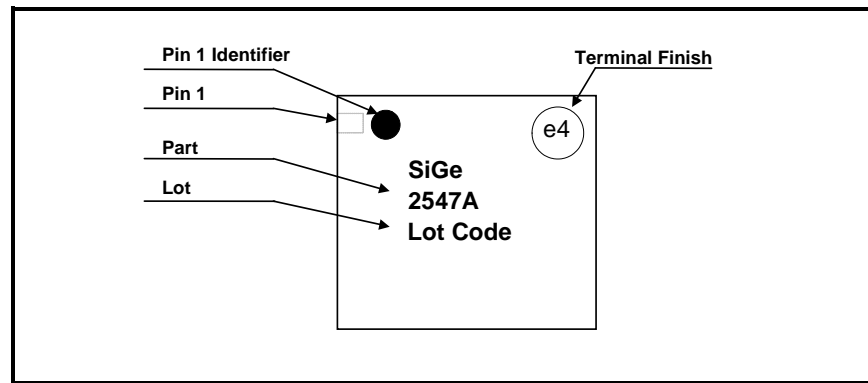 Pin 1 Identifier
Terminal Finish
Pin 1
e4
Part
SiGe
2547A
Lot
Lot Code